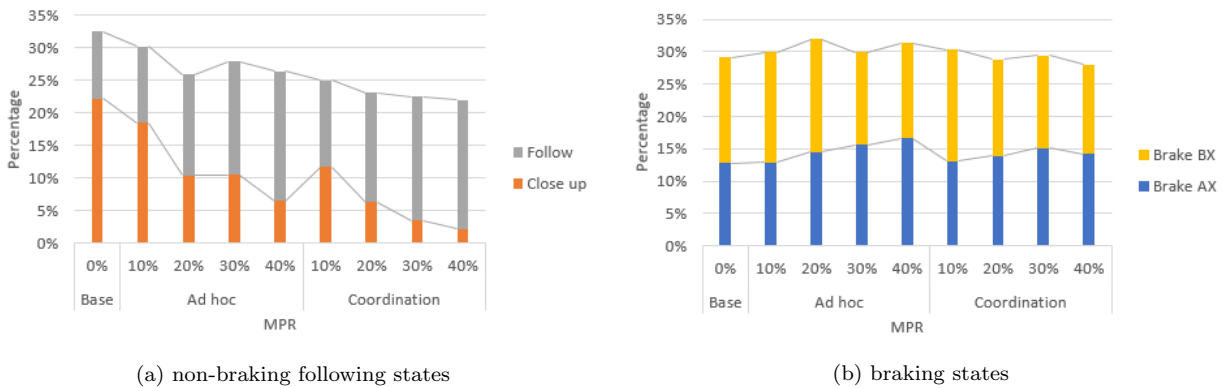 35%
30%
25%
20%
15%
10%
5%
0%
Percentage
0% 10% 20% 30% 40% 10% 20% 30% 40%
Base Ad hoc Coordination
MPR
Follow
Close up
(a) non-braking following states
35%
30%
25%
20%
15%
10%
5%
0%
Percentage
0% 10% 20% 30% 40% 10% 20% 30% 40%
Base Ad hoc Coordination
MPR
Brake BX
Brake AX
(b) braking states